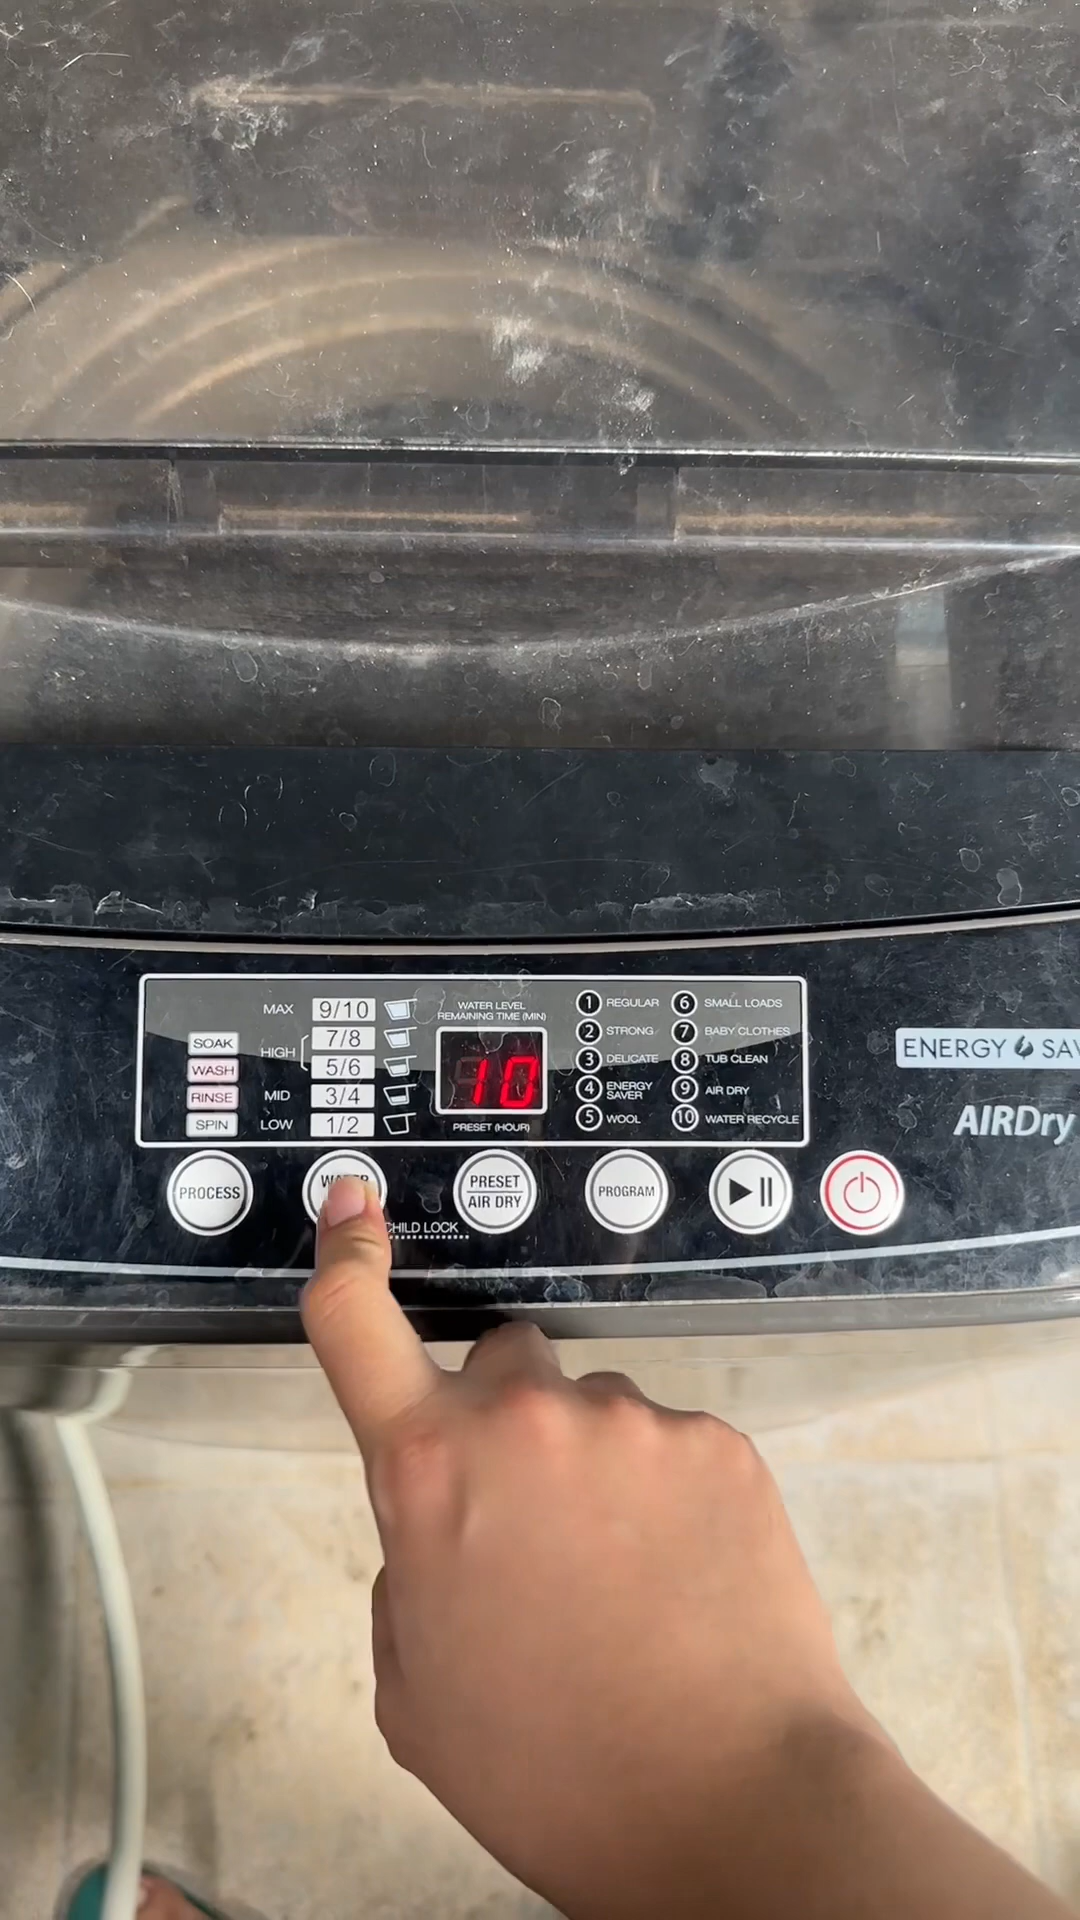 MAX 9/10
HIGH 7/8
5/6
MID 3/4
LOW 1/2
SOAK
WASH
RINSE
SPIN
WATER LEVEL
REMAINING TIME (MIN)
10
PRESET (HOUR)
1 REGULAR
2 STRONG
3 DELICATE
4 ENERGY
SAVER
5 WOOL
6 SMALL LOADS
7 BABY CLOTHES
8 TUB CLEAN
9 AIR DRY
10 WATER RECYCLE
ENERGY SAV
AIRDry
PROCESS
WATER
CHILD LOCK
PRESET
AIR DRY
PROGRAM